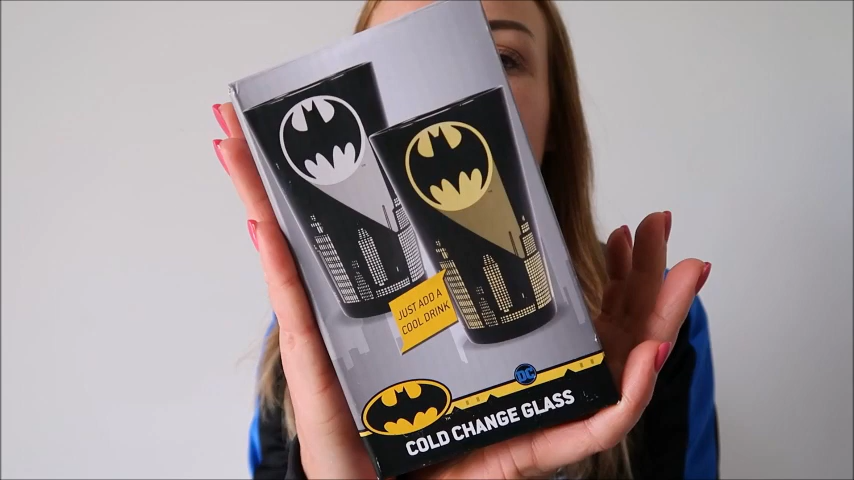 JUST ADD A
COOL DRINK
DC
COLD CHANGE GLASS